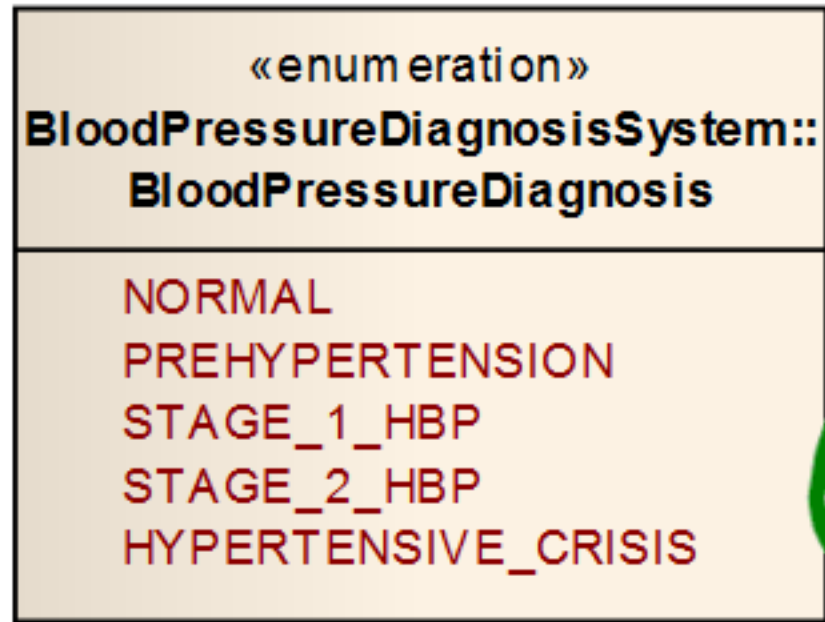 «enumeration»
BloodPressureDiagnosisSystem::
BloodPressureDiagnosis
NORMAL
PREHYPERTENSION
STAGE_1_HBP
STAGE_2_HBP
HYPERTENSIVE_CRISIS